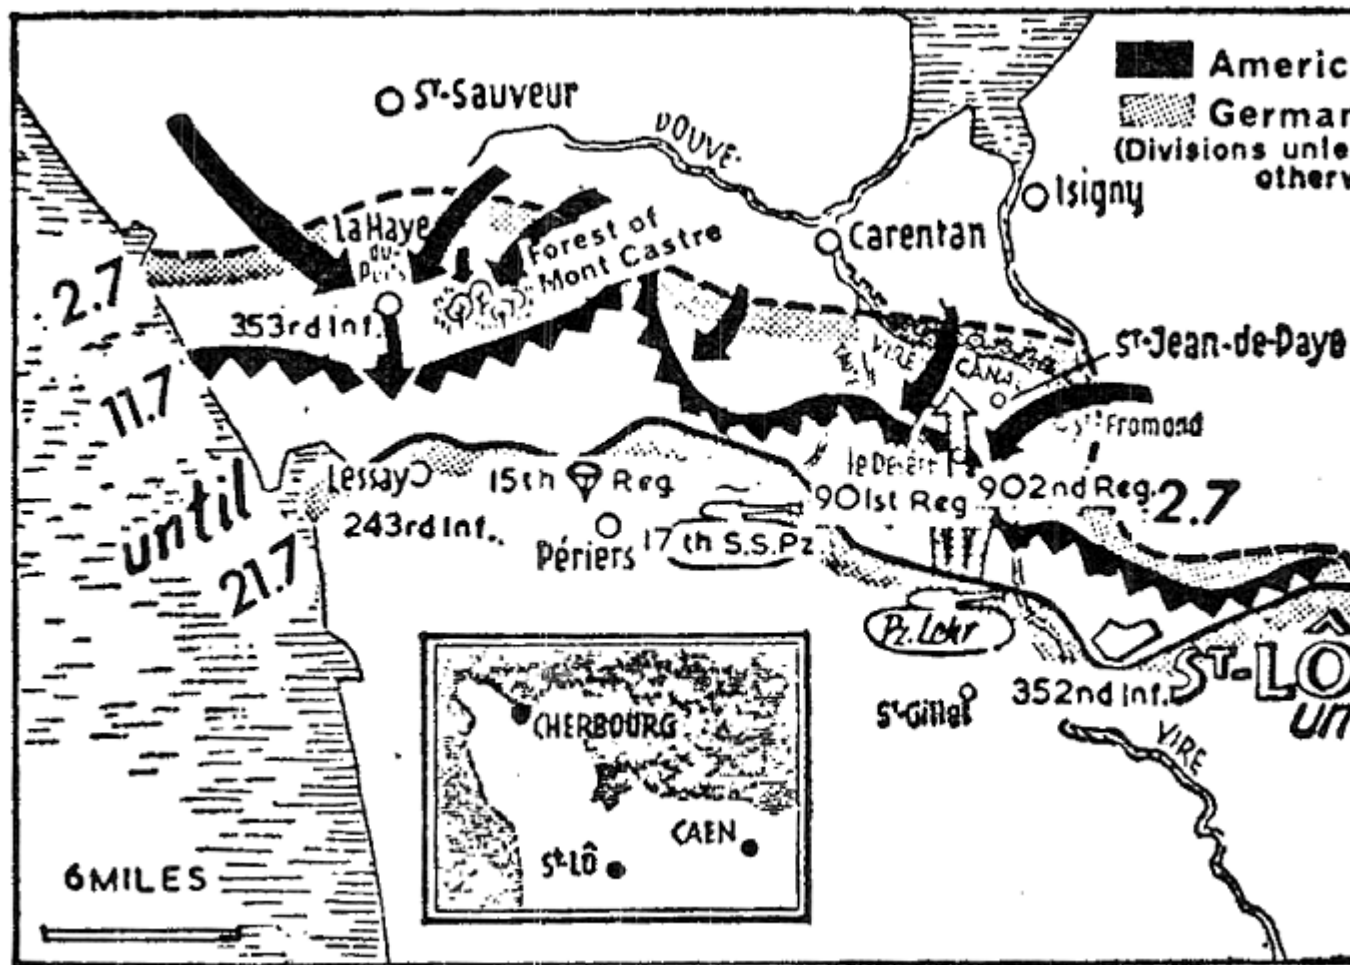 Americ
German
(Divisions unle
otherw
St-Sauveur
DOUVE
Isigny
Carentan
La Haye
du-
Puits
Forest of
Mont Castre
2.7
353rd Inf.
VIRE
CANAL
St-Jean-de-Daye
11.7
Fromond
le Desert
Lessay
15th Reg
901st Reg
902nd Reg.
2.7
until
243rd Inf.
Périers
17th S.S.Pz
21.7
Pz.Lehr
St-Gilles
352nd Inf.
St-LÔ
un
VIRE
CHERBOURG
CAEN
St-LÔ
6 MILES